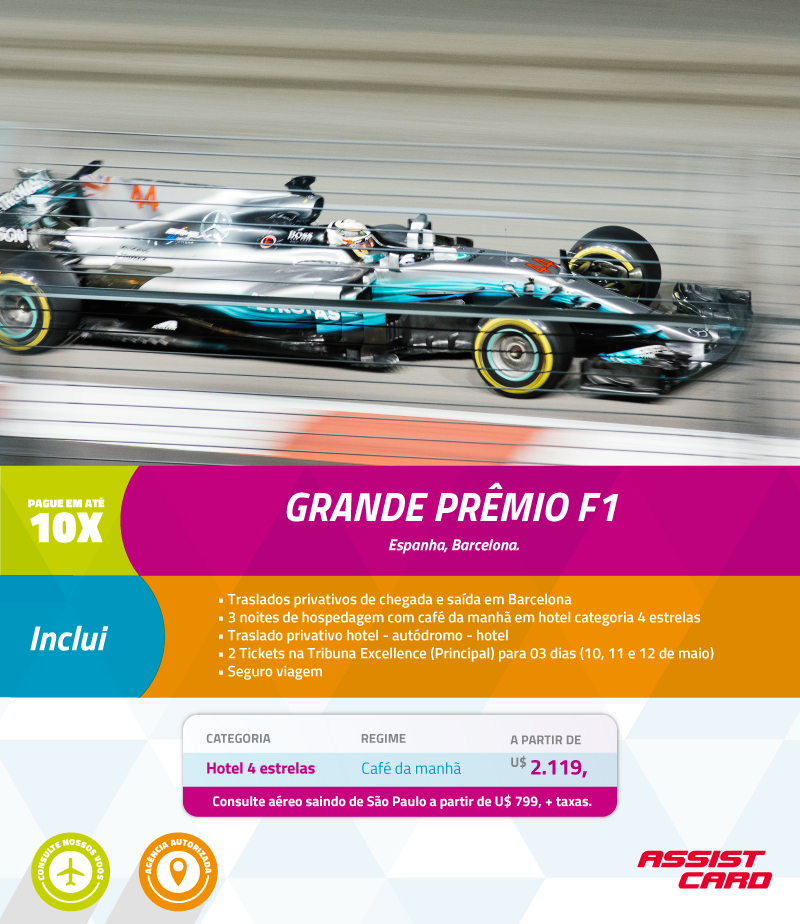 44
PETRONAS
PAGUE EM ATÉ
10X
GRANDE PRÊMIO F1
Espanha, Barcelona.
Inclui
• Traslados privativos de chegada e saída em Barcelona
• 3 noites de hospedagem com café da manhã em hotel categoria 4 estrelas
• Traslado privativo hotel - autódromo - hotel
• 2 Tickets na Tribuna Excellence (Principal) para 03 dias (10, 11 e 12 de maio)
• Seguro viagem
CATEGORIA REGIME A PARTIR DE
Hotel 4 estrelas Café da manhã U$ 2.119,
Consulte aéreo saindo de São Paulo a partir de U$ 799, + taxas.
CONSULTE NOSSOS VOOS
AGÊNCIA AUTORIZADA
ASSIST
CARD